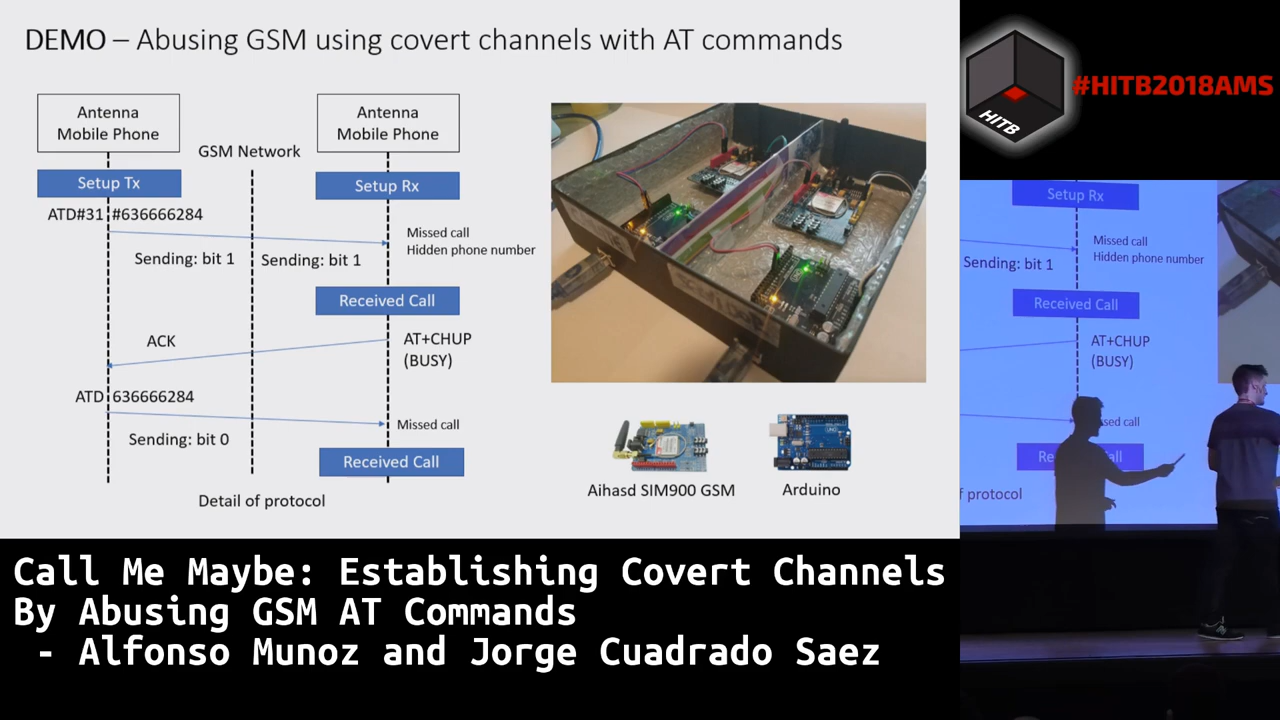 DEMO – Abusing GSM using covert channels with AT commands
Antenna
Mobile Phone
Antenna
Mobile Phone
GSM Network
Setup Tx
Setup Rx
ATD#31 #636666284
Missed call
Hidden phone number
Sending: bit 1
Sending: bit 1
Received Call
ACK
AT+CHUP
(BUSY)
ATD 636666284
Missed call
Sending: bit 0
Received Call
Detail of protocol
Aihasd SIM900 GSM
Arduino
HITB
#HITB2018AMS
Setup Rx
Missed call
Hidden phone number
Sending: bit 1
Received Call
AT+CHUP
(BUSY)
sed call
Call
f protocol
Call Me Maybe: Establishing Covert Channels
By Abusing GSM AT Commands
- Alfonso Munoz and Jorge Cuadrado Saez